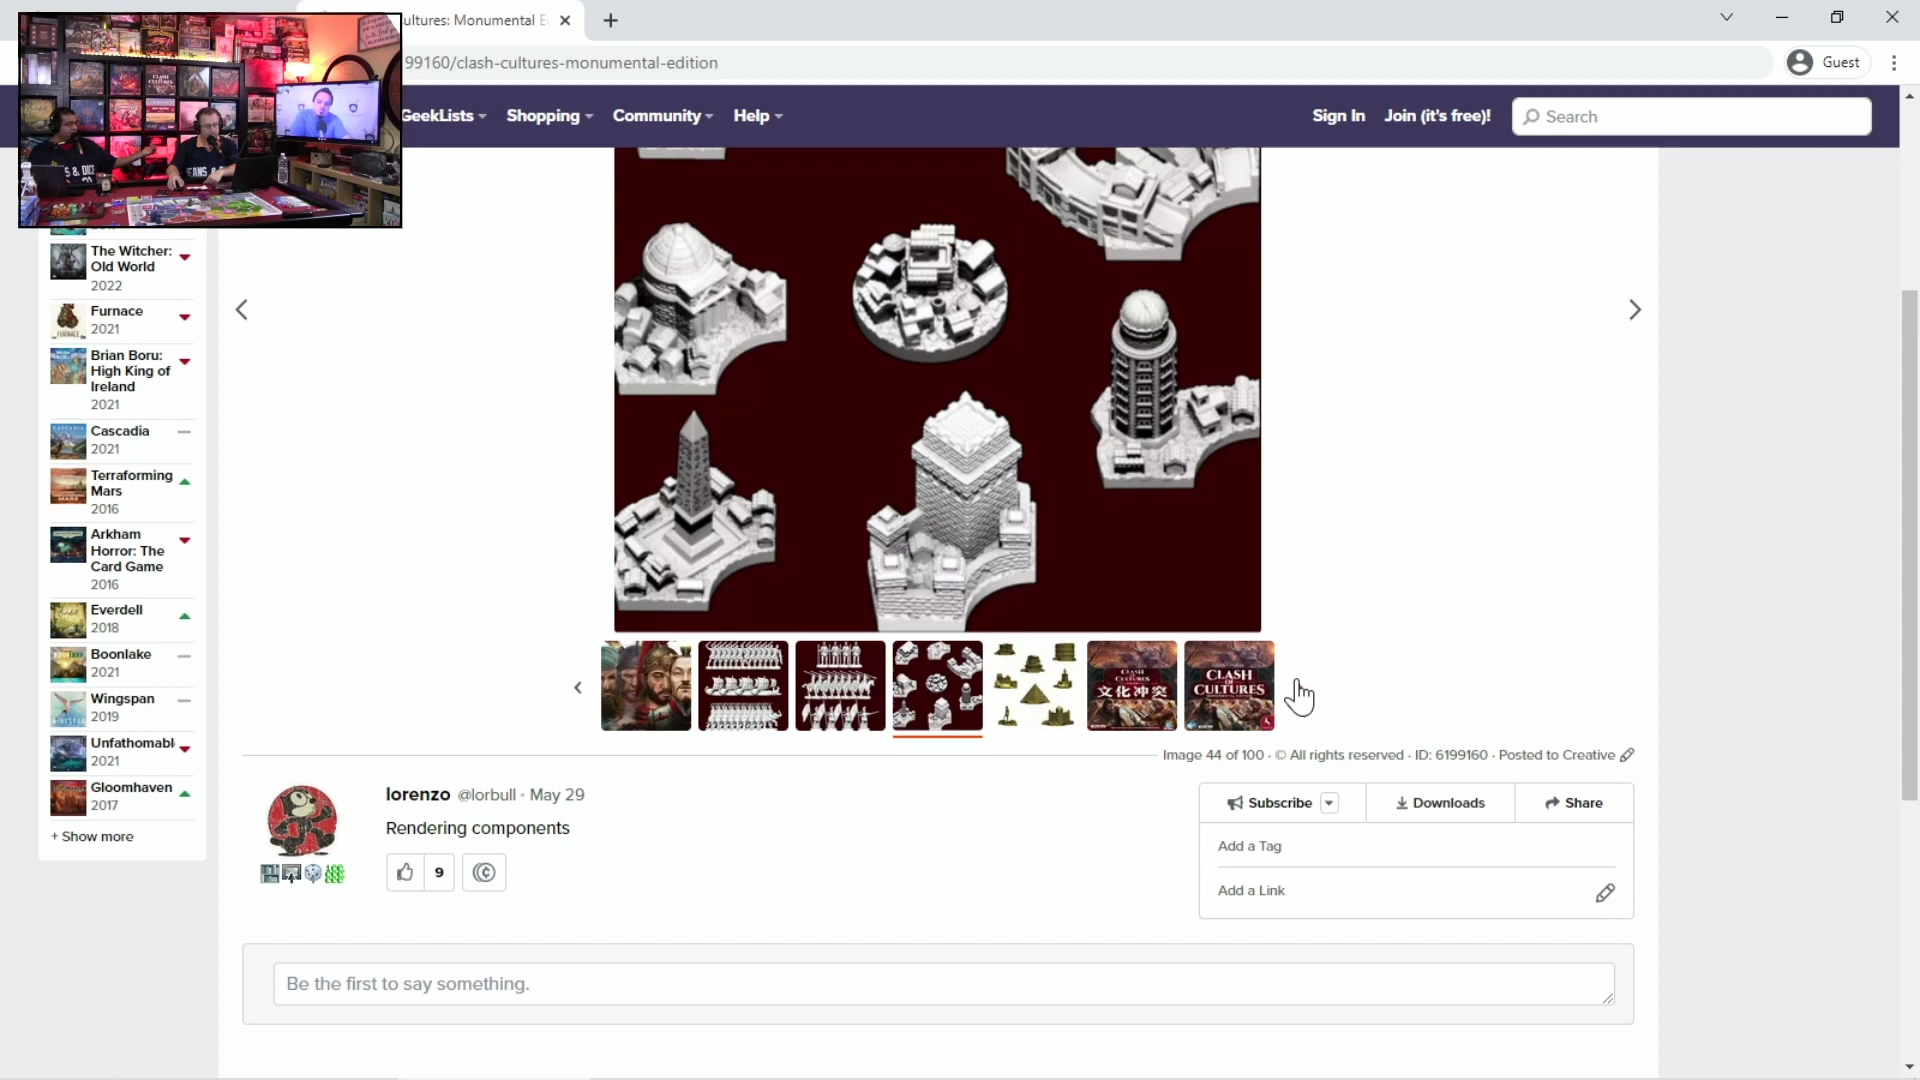 ultures: Monumental E
99160/clash-cultures-monumental-edition
Guest
GeekLists
Shopping
Community
Help
Sign In
Join (it's free)!
Search
The Witcher:
Old World
2022
Furnace
2021
Brian Boru:
High King of
Ireland
2021
Cascadia
2021
Terraforming
Mars
2016
Arkham
Horror: The
Card Game
2016
Everdell
2018
Boonlake
2021
Wingspan
2019
Unfathomabl
2021
Gloomhaven
2017
+ Show more
CLASH
CULTURES
文化冲突
CLASH
OF
CULTURES
Image 44 of 100 · © All rights reserved · ID: 6199160 · Posted to Creative
lorenzo @lorbull · May 29
Rendering components
9
Subscribe
Downloads
Share
Add a Tag
Add a Link
Be the first to say something.